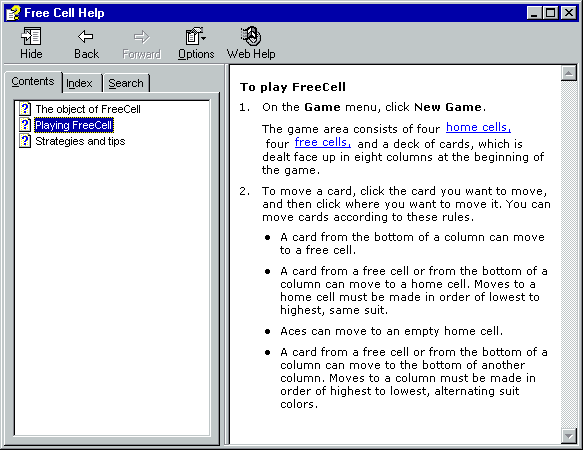 Free Cell Help
Hide Back Forward Options Web Help
Contents Index Search
The object of FreeCell
Playing FreeCell
Strategies and tips
To play FreeCell
1. On the Game menu, click New Game.
The game area consists of four home cells,
four free cells, and a deck of cards, which is
dealt face up in eight columns at the beginning of
the game.
2. To move a card, click the card you want to move,
and then click where you want to move it. You can
move cards according to these rules.
• A card from the bottom of a column can move
to a free cell.
• A card from a free cell or from the bottom of a
column can move to a home cell. Moves to a
home cell must be made in order of lowest to
highest, same suit.
• Aces can move to an empty home cell.
• A card from a free cell or from the bottom of a
column can move to the bottom of another
column. Moves to a column must be made in
order of highest to lowest, alternating suit
colors.